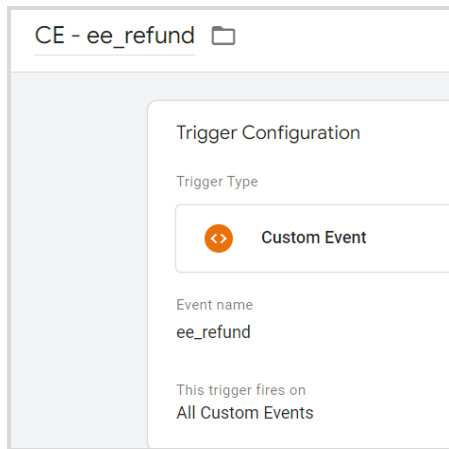 CE - ee_refund
Trigger Configuration
Trigger Type
Custom Event
Event name
ee_refund
This trigger fires on
All Custom Events